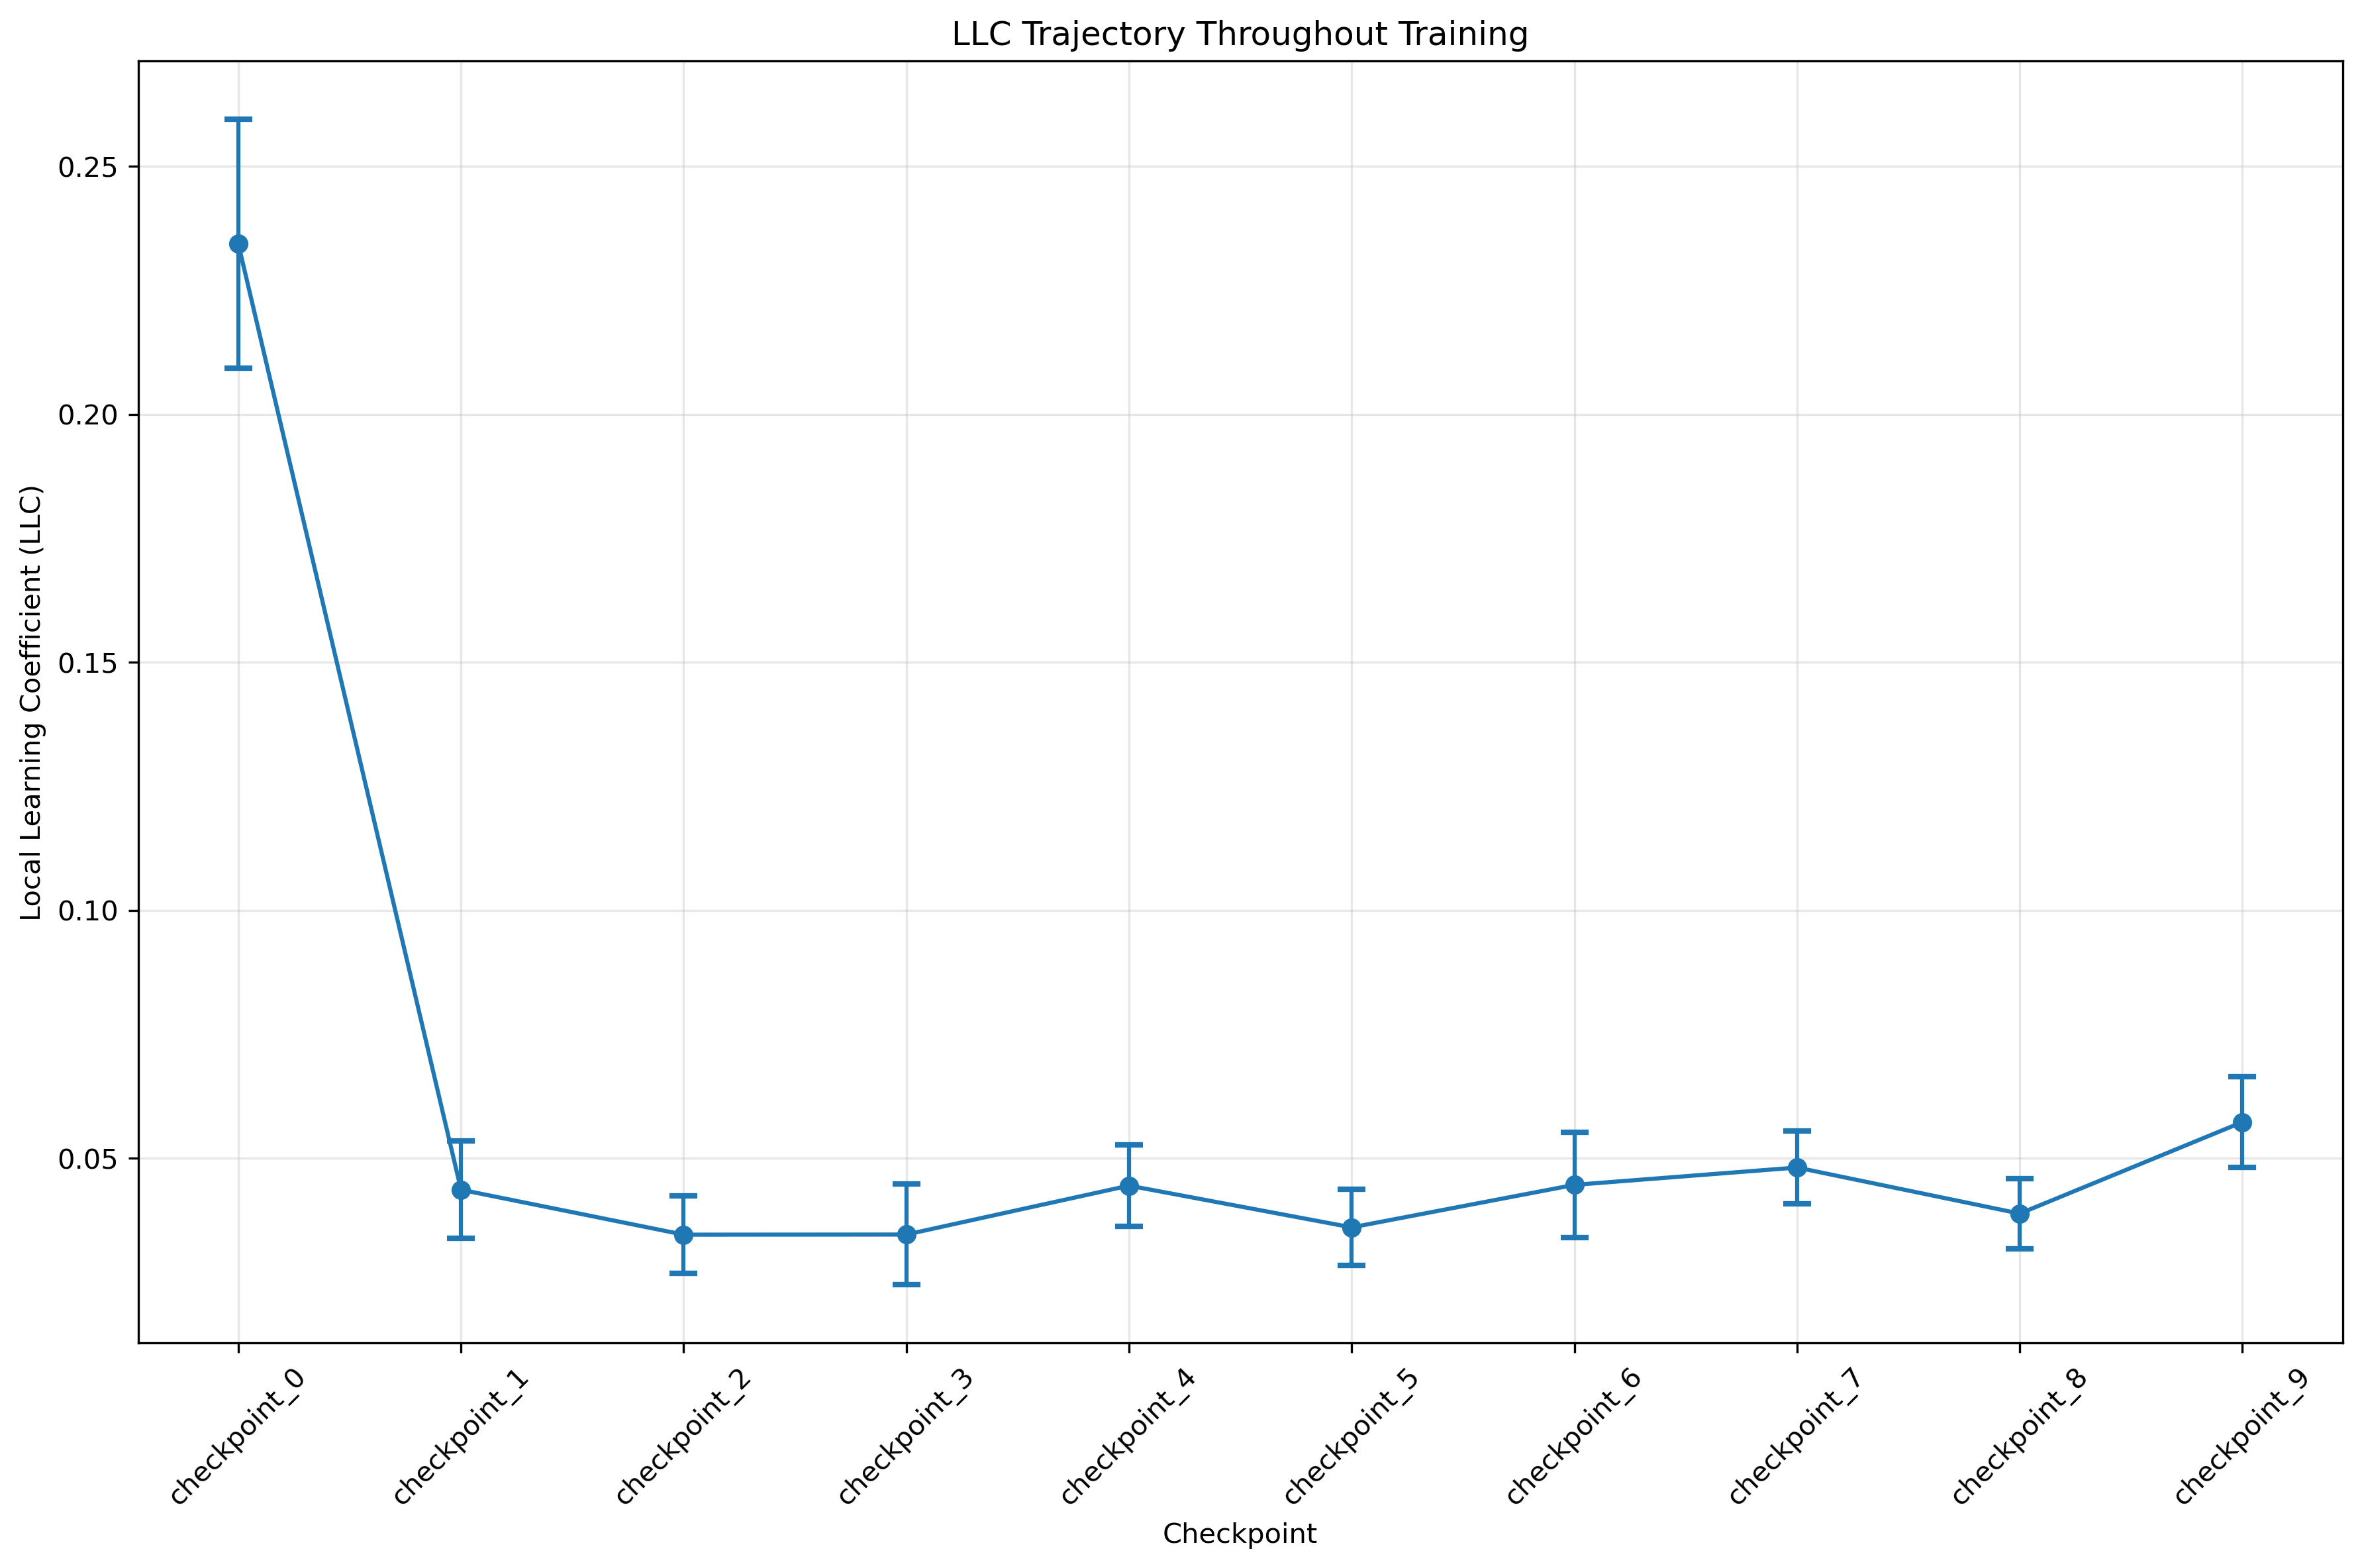 LLC Trajectory Throughout Training
Local Learning Coefficient (LLC)
0.25
0.20
0.15
0.10
0.05
checkpoint_0
checkpoint_1
checkpoint_2
checkpoint_3
checkpoint_4
checkpoint_5
checkpoint_6
checkpoint_7
checkpoint_8
checkpoint_9
Checkpoint